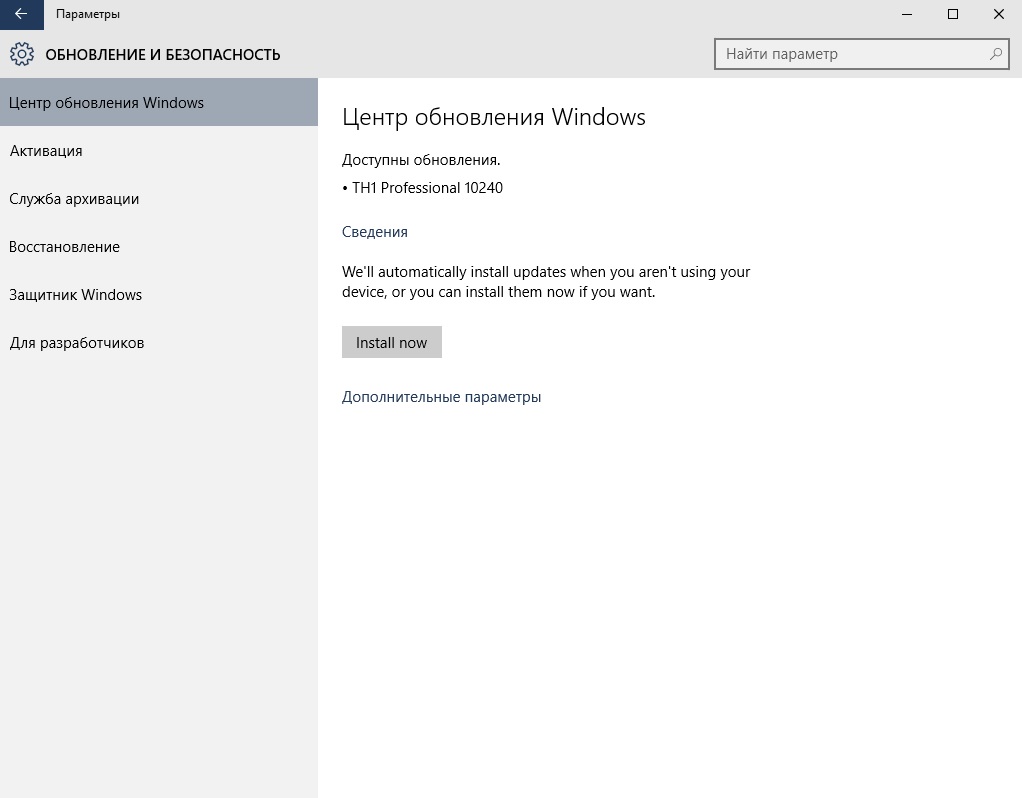 Параметры
ОБНОВЛЕНИЕ И БЕЗОПАСНОСТЬ
Найти параметр
Центр обновления Windows
Активация
Служба архивации
Восстановление
Защитник Windows
Для разработчиков
Центр обновления Windows
Доступны обновления.
• TH1 Professional 10240
Сведения
We'll automatically install updates when you aren't using your
device, or you can install them now if you want.
Install now
Дополнительные параметры